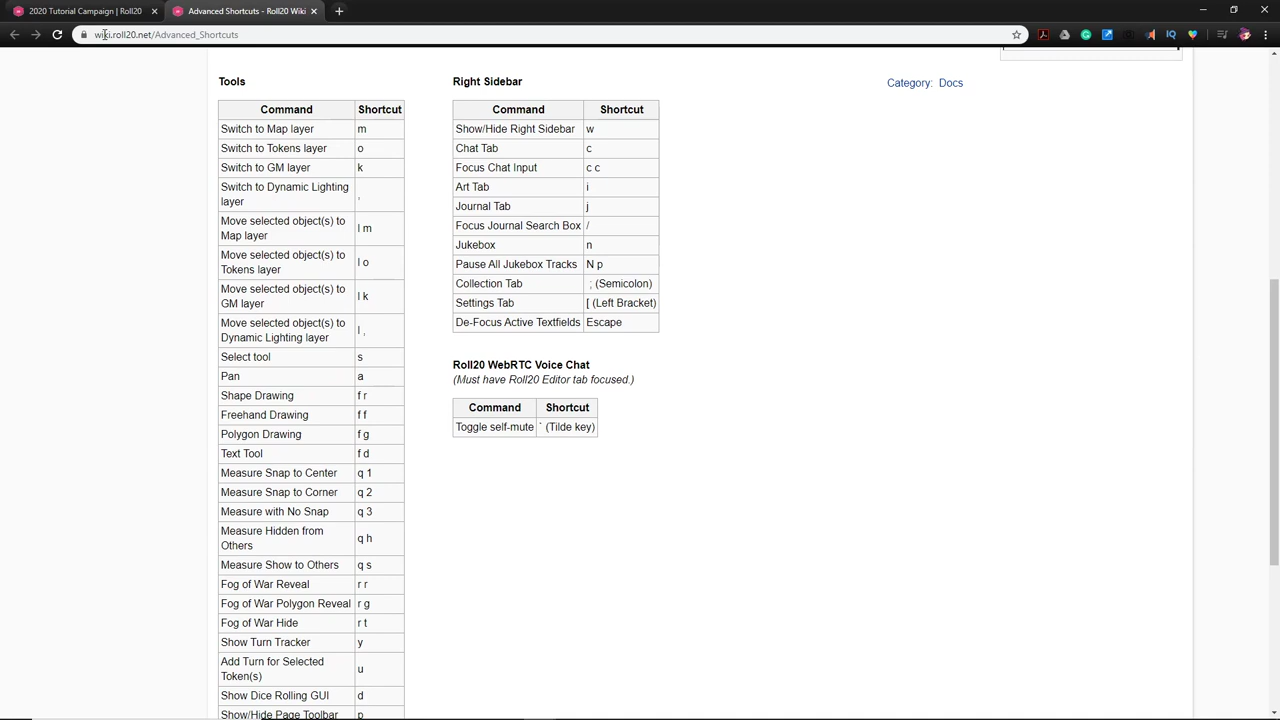 2020 Tutorial Campaign | Roll20
Advanced Shortcuts - Roll20 Wiki
wiki.roll20.net/Advanced_Shortcuts
Tools
Command Shortcut
Switch to Map layer m
Switch to Tokens layer o
Switch to GM layer k
Switch to Dynamic Lighting
layer ,
Move selected object(s) to
Map layer l m
Move selected object(s) to
Tokens layer l o
Move selected object(s) to
GM layer l k
Move selected object(s) to
Dynamic Lighting layer l ,
Select tool s
Pan a
Shape Drawing f r
Freehand Drawing f f
Polygon Drawing f g
Text Tool f d
Measure Snap to Center q 1
Measure Snap to Corner q 2
Measure with No Snap q 3
Measure Hidden from
Others q h
Measure Show to Others q s
Fog of War Reveal r r
Fog of War Polygon Reveal r g
Fog of War Hide r t
Show Turn Tracker y
Add Turn for Selected
Token(s) u
Show Dice Rolling GUI d
Show/Hide Page Toolbar p
Right Sidebar
Command Shortcut
Show/Hide Right Sidebar w
Chat Tab c
Focus Chat Input c c
Art Tab i
Journal Tab j
Focus Journal Search Box /
Jukebox n
Pause All Jukebox Tracks N p
Collection Tab ; (Semicolon)
Settings Tab [ (Left Bracket)
De-Focus Active Textfields Escape
Roll20 WebRTC Voice Chat
(Must have Roll20 Editor tab focused.)
Command Shortcut
Toggle self-mute ` (Tilde key)
Category: Docs